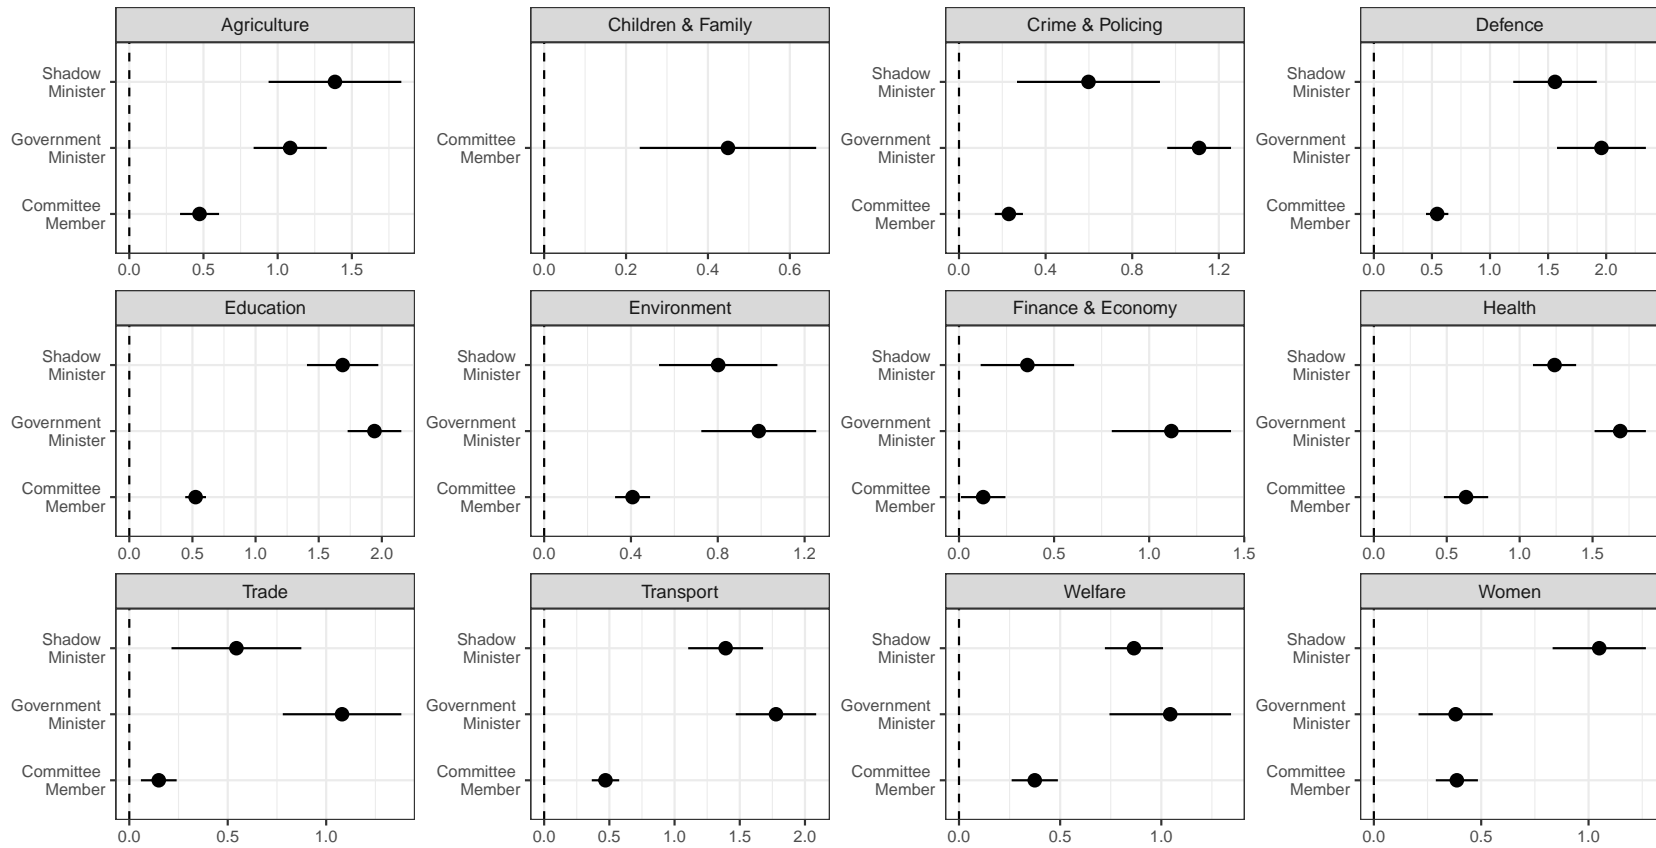 Agriculture
Children & Family
Crime & Policing
Defence
Shadow
Minister
Government
Minister
Committee
Member
Committee
Member
Shadow
Minister
Government
Minister
Committee
Member
Shadow
Minister
Government
Minister
Committee
Member
0.0 0.5 1.0 1.5
0.0 0.2 0.4 0.6
0.0 0.4 0.8 1.2
0.0 0.5 1.0 1.5 2.0
Education
Environment
Finance & Economy
Health
Shadow
Minister
Government
Minister
Committee
Member
Shadow
Minister
Government
Minister
Committee
Member
Shadow
Minister
Government
Minister
Committee
Member
Shadow
Minister
Government
Minister
Committee
Member
0.0 0.5 1.0 1.5 2.0
0.0 0.4 0.8 1.2
0.0 0.5 1.0 1.5
0.0 0.5 1.0 1.5
Trade
Transport
Welfare
Women
Shadow
Minister
Government
Minister
Committee
Member
Shadow
Minister
Government
Minister
Committee
Member
Shadow
Minister
Government
Minister
Committee
Member
Shadow
Minister
Government
Minister
Committee
Member
0.0 0.5 1.0
0.0 0.5 1.0 1.5 2.0
0.0 0.5 1.0
0.0 0.5 1.0